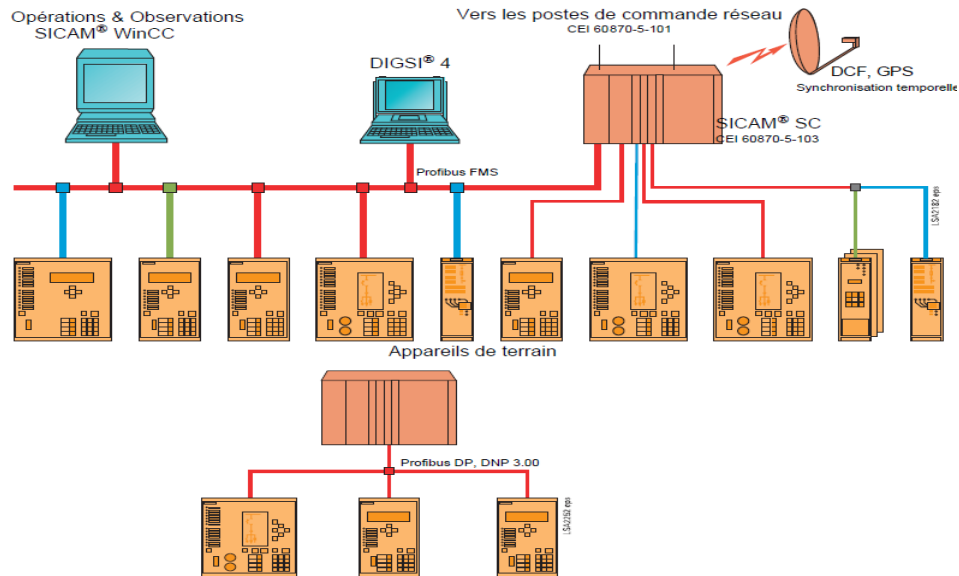 Opérations & Observations
SICAM® WinCC
DIGSI® 4
Vers les postes de commande réseau
CEI 60870-5-101
DCF, GPS
Synchronisation temporelle
SICAM® SC
CEI 60870-5-103
Profibus FMS
LSA2182 eps
Appareils de terrain
Profibus DP, DNP 3.00
LSA2252 eps